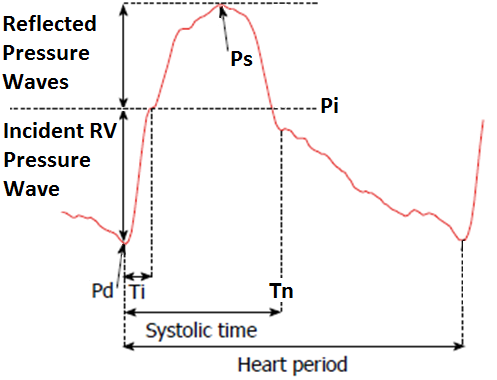 Reflected
Pressure
Waves
Ps
Pi
Incident RV
Pressure
Wave
Pd
Ti
Tn
Systolic time
Heart period